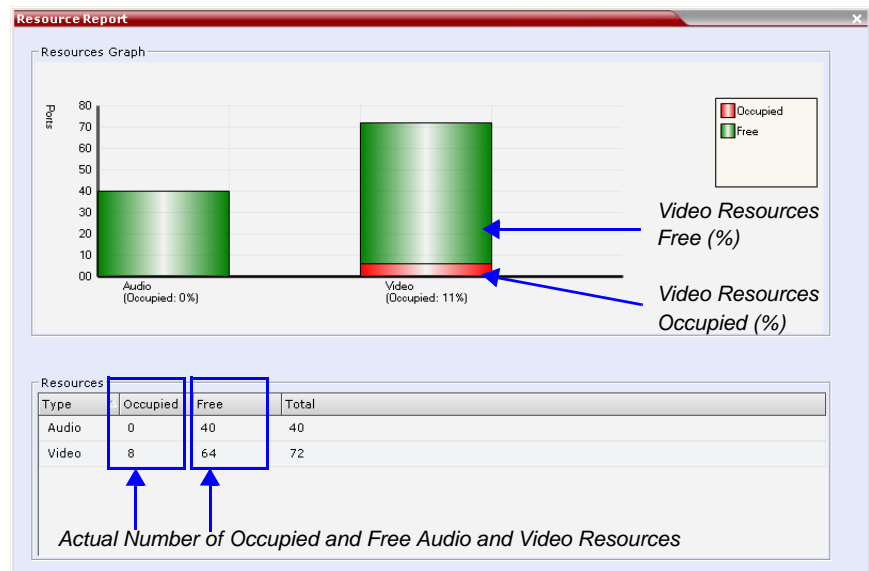 Resource Report
Resources Graph
Ports
80
70
60
50
40
30
20
10
00
Audio
(Occupied: 0%)
Video
(Occupied: 11%)
Occupied
Free
Video Resources
Free (%)
Video Resources
Occupied (%)
Resources
Type Occupied Free Total
Audio 0 40 40
Video 8 64 72
Actual Number of Occupied and Free Audio and Video Resources